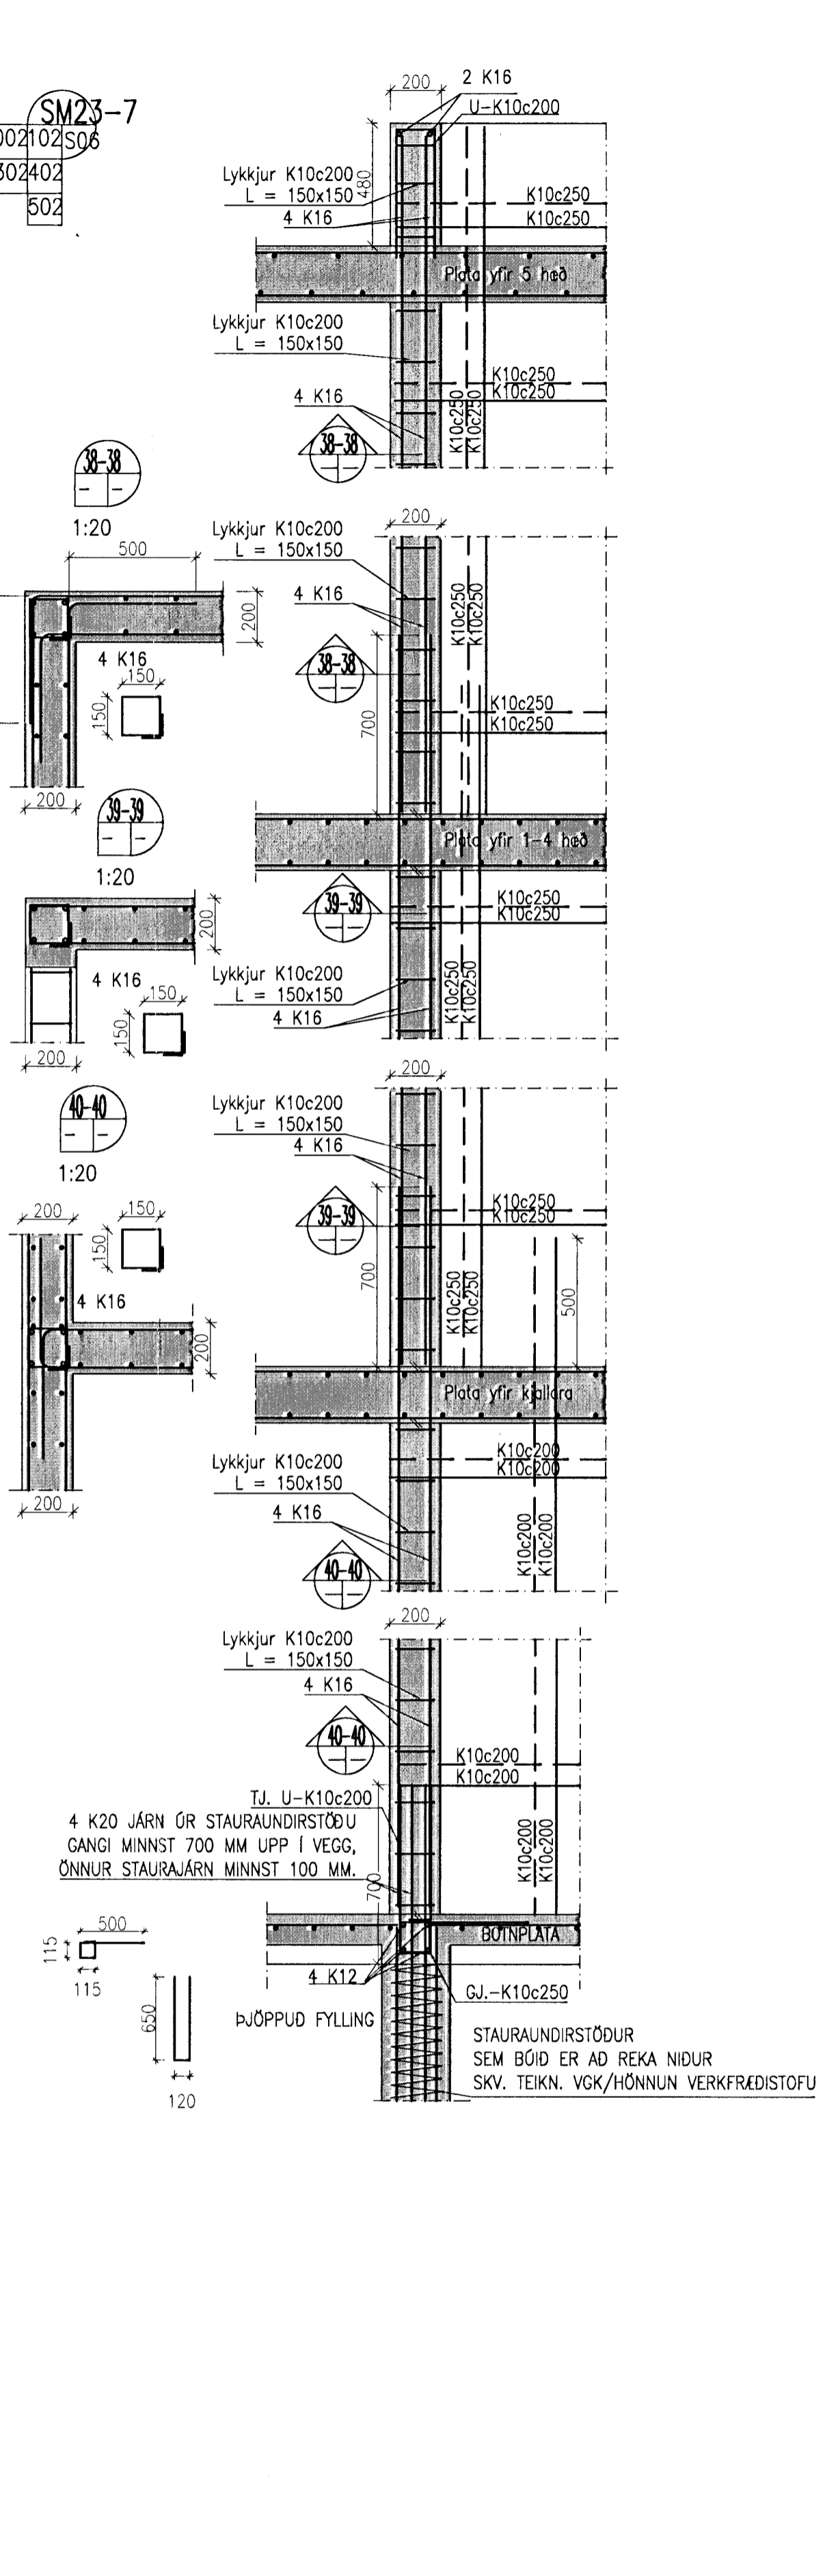 200
2 K16
U-K10c200
SM23-7
002 102 S06
302 402
502
Lykkjur K10c200
L = 150x150
4 K16
480
K10c250
K10c250
Plata yfir 5 hæð
Lykkjur K10c200
L = 150x150
K10c250
K10c250
4 K16
K10c250
K10c250
38-38
38-38
1:20
500
200
4 K16
150
150
200
200
Lykkjur K10c200
L = 150x150
4 K16
K10c250
K10c250
38-38
700
K10c250
K10c250
39-39
1:20
200
4 K16
150
150
200
Plata yfir 1-4 hæð
39-39
K10c250
K10c250
Lykkjur K10c200
L = 150x150
4 K16
K10c250
K10c250
40-40
1:20
200
150
150
4 K16
200
200
200
Lykkjur K10c200
L = 150x150
4 K16
39-39
K10c250
K10c250
700
K10c250
K10c250
500
Plata yfir kjallara
K10c200
K10c200
Lykkjur K10c200
L = 150x150
4 K16
K10c200
K10c200
40-40
200
Lykkjur K10c200
L = 150x150
4 K16
40-40
K10c200
K10c200
TJ. U-K10c200
4 K20 JÁRN ÚR STAURAUNDIRSTÖÐU
GANGI MINNST 700 MM UPP Í VEGG,
ÖNNUR STAURAJÁRN MINNST 100 MM.
700
K10c200
K10c200
BOTNPLATA
500
115
115
4 K12
GJ.-K10c250
650
120
ÞJÖPPUÐ FYLLING
STAURAUNDIRSTÖÐUR
SEM BÚIÐ ER AÐ REKA NIÐUR
SKV. TEIKN. VGK/HÖNNUN VERKFRÆÐISTOFU